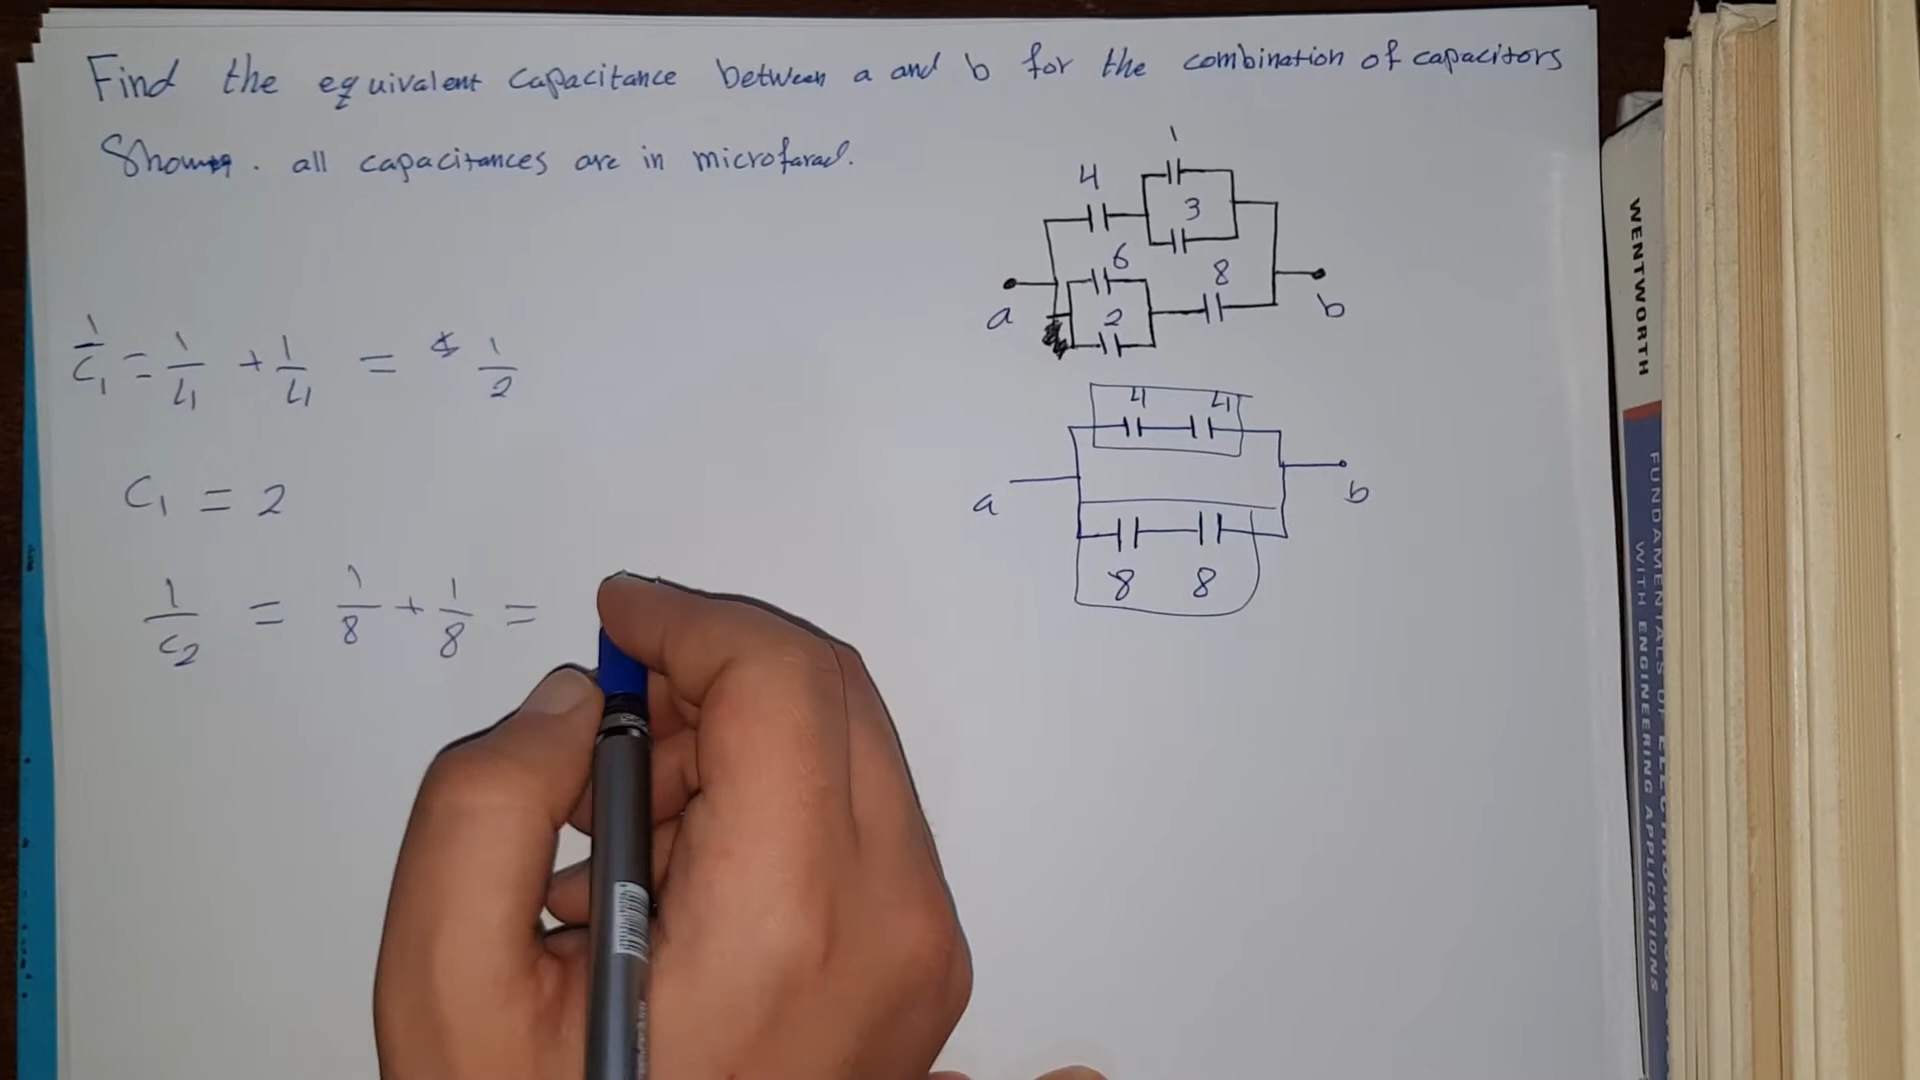 Find the equivalent capacitance between a and b for the combination of capacitors
Shown. all capacitances are in microfarad.
1
4
3
6
8
a
2
b
1/C1 = 1/4 + 1/4 = 1/2
4 4
a
b
C1 = 2
8 8
1/C2 = 1/8 + 1/8 =
WENTWORTH
FUNDAMENTALS OF ELECTROMAGNETICS
WITH ENGINEERING APPLICATIONS